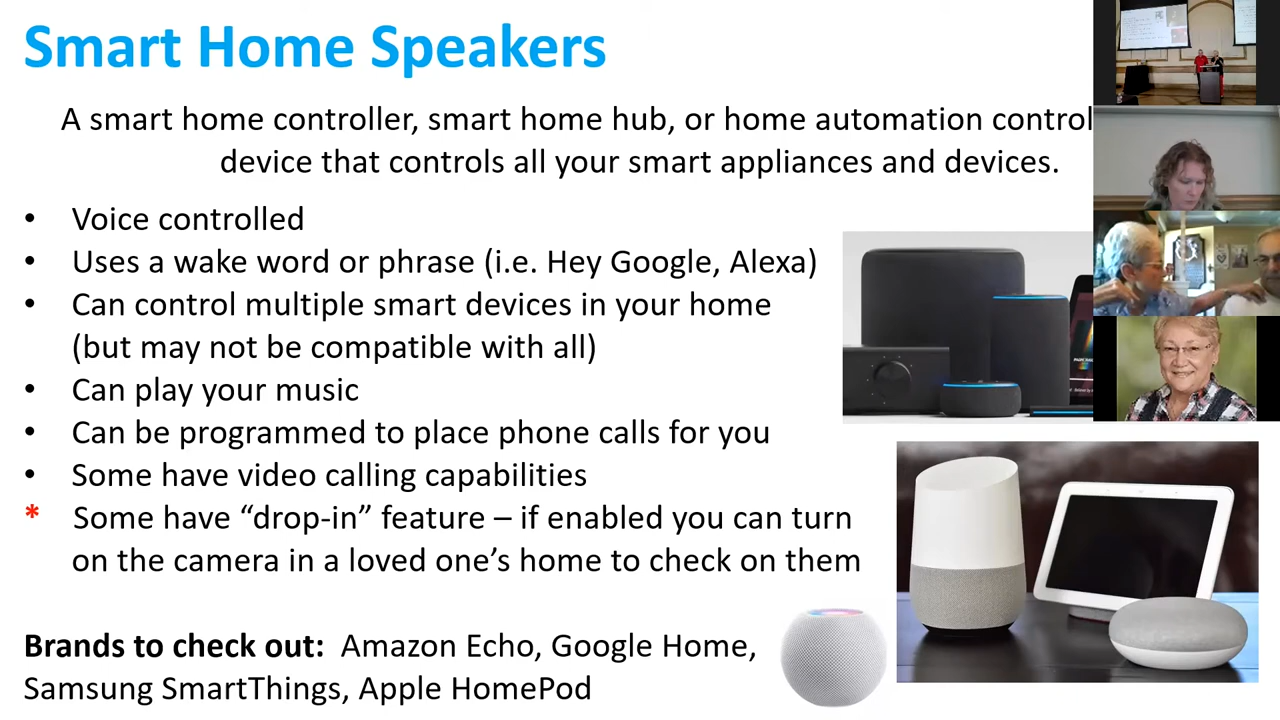 Smart Home Speakers
A smart home controller, smart home hub, or home automation control
device that controls all your smart appliances and devices.
• Voice controlled
• Uses a wake word or phrase (i.e. Hey Google, Alexa)
• Can control multiple smart devices in your home
(but may not be compatible with all)
• Can play your music
• Can be programmed to place phone calls for you
• Some have video calling capabilities
* Some have “drop-in” feature – if enabled you can turn
on the camera in a loved one’s home to check on them
Brands to check out: Amazon Echo, Google Home,
Samsung SmartThings, Apple HomePod